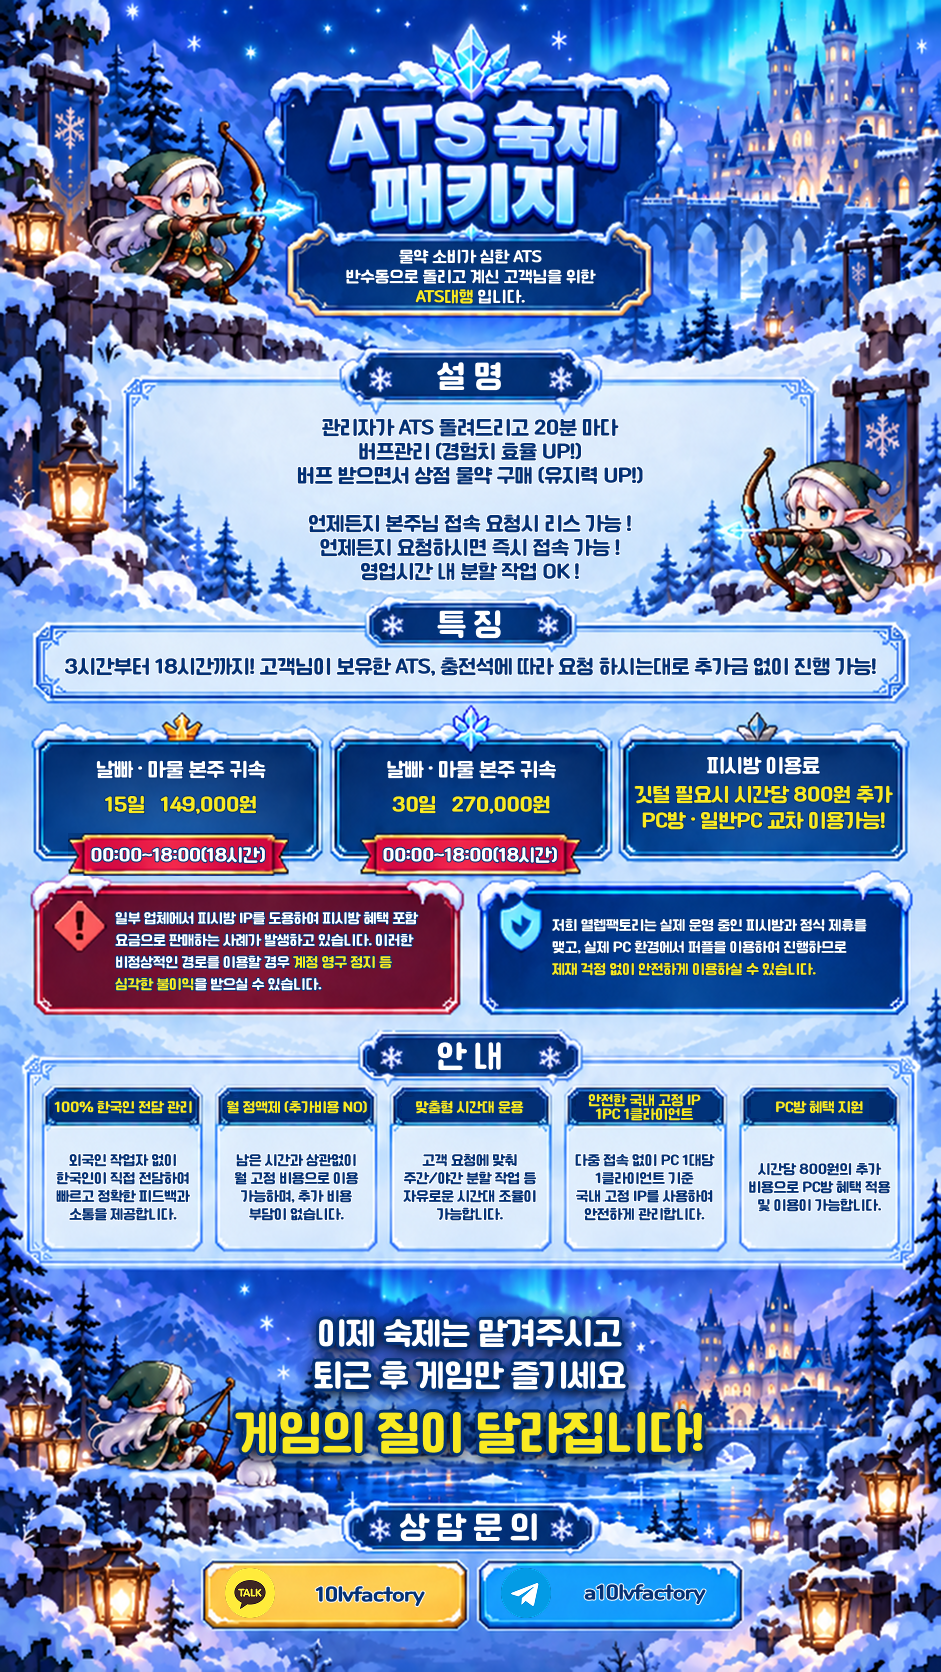 ATS 숙제
패키지
물약 소비가 심한 ATS
반수동으로 돌리고 계신 고객님을 위한
ATS대행 입니다.
설 명
관리자가 ATS 돌려드리고 20분 마다
버프관리 (경험치 효율 UP!)
버프 받으면서 상점 물약 구매 (유지력 UP!)
언제든지 본주님 접속 요청시 리스 가능 !
언제든지 요청하시면 즉시 접속 가능 !
영업시간 내 분할 작업 OK !
특 징
3시간부터 18시간까지! 고객님이 보유한 ATS, 충전석에 따라 요청 하시는대로 추가금 없이 진행 가능!
날빠 · 마물 본주 귀속
15일 149,000원
00:00~18:00(18시간)
날빠 · 마물 본주 귀속
30일 270,000원
00:00~18:00(18시간)
피시방 이용료
깃털 필요시 시간당 800원 추가
PC방 · 일반PC 교차 이용가능!
일부 업체에서 피시방 IP를 도용하여 피시방 혜택 포함
요금으로 판매하는 사례가 발생하고 있습니다. 이러한
비정상적인 경로를 이용할 경우 계정 영구 정지 등
심각한 불이익을 받으실 수 있습니다.
저희 열렙팩토리는 실제 운영 중인 피시방과 정식 제휴를
맺고, 실제 PC 환경에서 퍼플을 이용하여 진행하므로
제재 걱정 없이 안전하게 이용하실 수 있습니다.
안 내
100% 한국인 전담 관리
외국인 작업자 없이
한국인이 직접 전담하여
빠르고 정확한 피드백과
소통을 제공합니다.
월 정액제 (추가비용 NO)
남은 시간과 상관없이
월 고정 비용으로 이용
가능하며, 추가 비용
부담이 없습니다.
맞춤형 시간대 운용
고객 요청에 맞춰
주간/야간 분할 작업 등
자유로운 시간대 조율이
가능합니다.
안전한 국내 고정 IP
1PC 1클라이언트
다중 접속 없이 PC 1대당
1클라이언트 기준
국내 고정 IP를 사용하여
안전하게 관리합니다.
PC방 혜택 지원
시간당 800원의 추가
비용으로 PC방 혜택 적용
및 이용이 가능합니다.
이제 숙제는 맡겨주시고
퇴근 후 게임만 즐기세요
게임의 질이 달라집니다!
상 담 문 의
TALK
10lvfactory
a10lvfactory